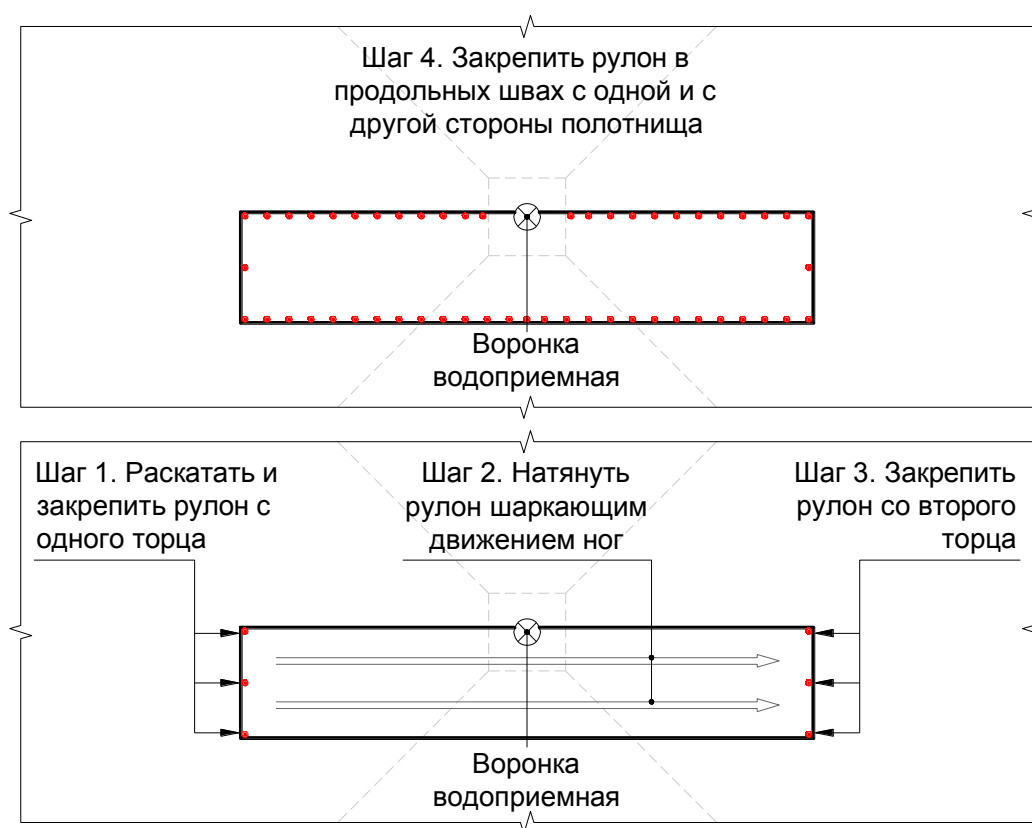 Шаг 4. Закрепить рулон в
продольных швах с одной и с
другой стороны полотнища
Воронка
водоприемная
Шаг 1. Раскатать и
закрепить рулон с
одного торца
Шаг 2. Натянуть
рулон шаркающим
движением ног
Шаг 3. Закрепить
рулон со второго
торца
Воронка
водоприемная